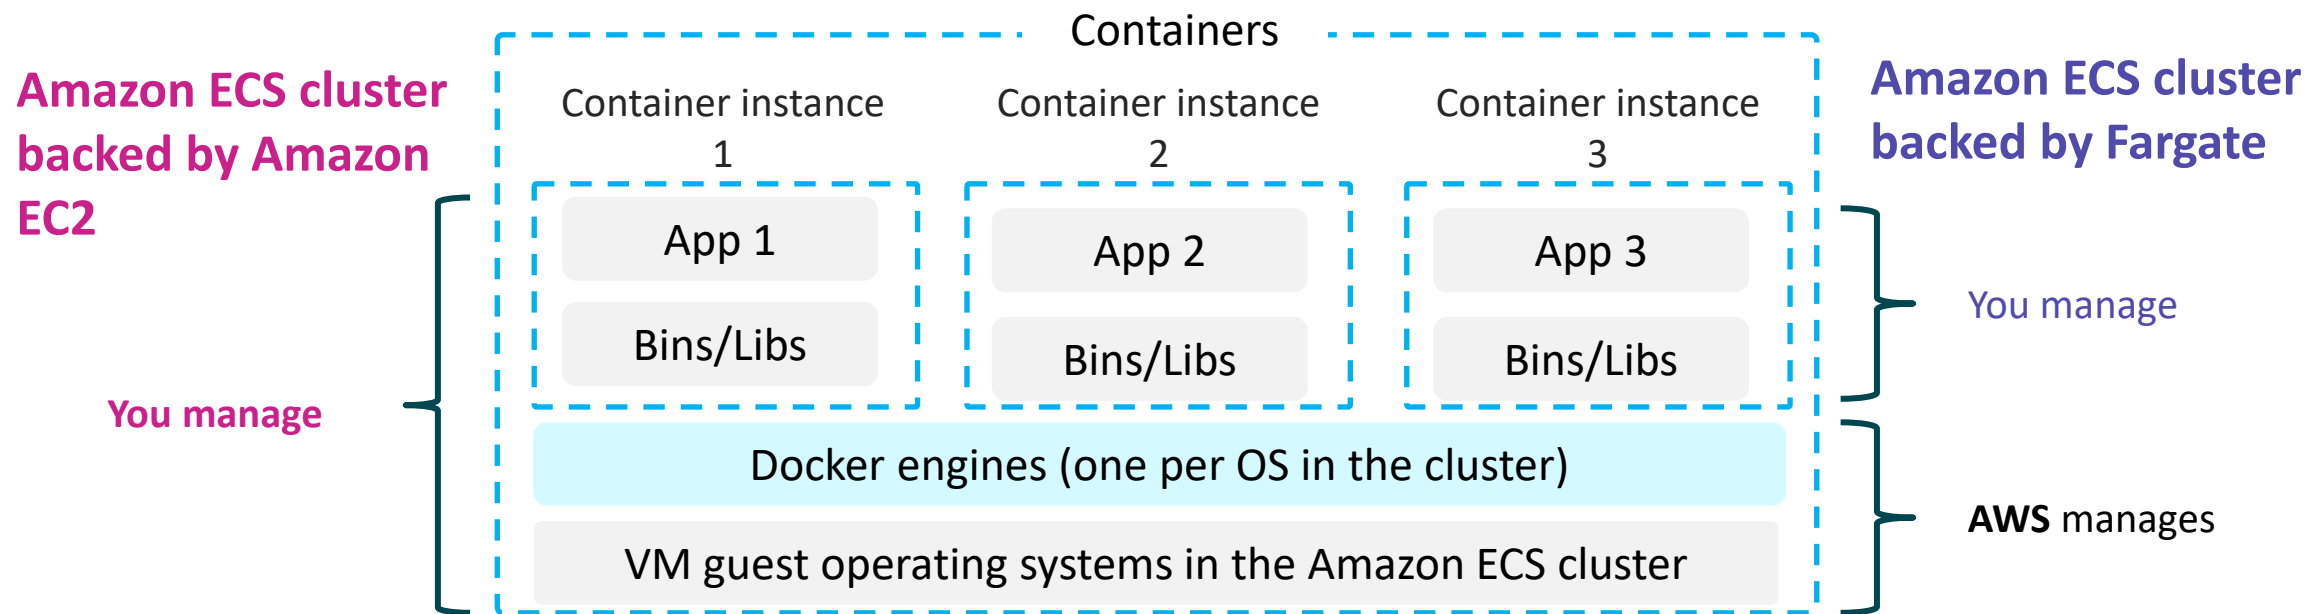 Containers
Amazon ECS cluster
backed by Amazon
EC2
Container instance
1
Container instance
2
Container instance
3
Amazon ECS cluster
backed by Fargate
App 1
App 2
App 3
Bins/Libs
Bins/Libs
Bins/Libs
You manage
You manage
Docker engines (one per OS in the cluster)
AWS manages
VM guest operating systems in the Amazon ECS cluster